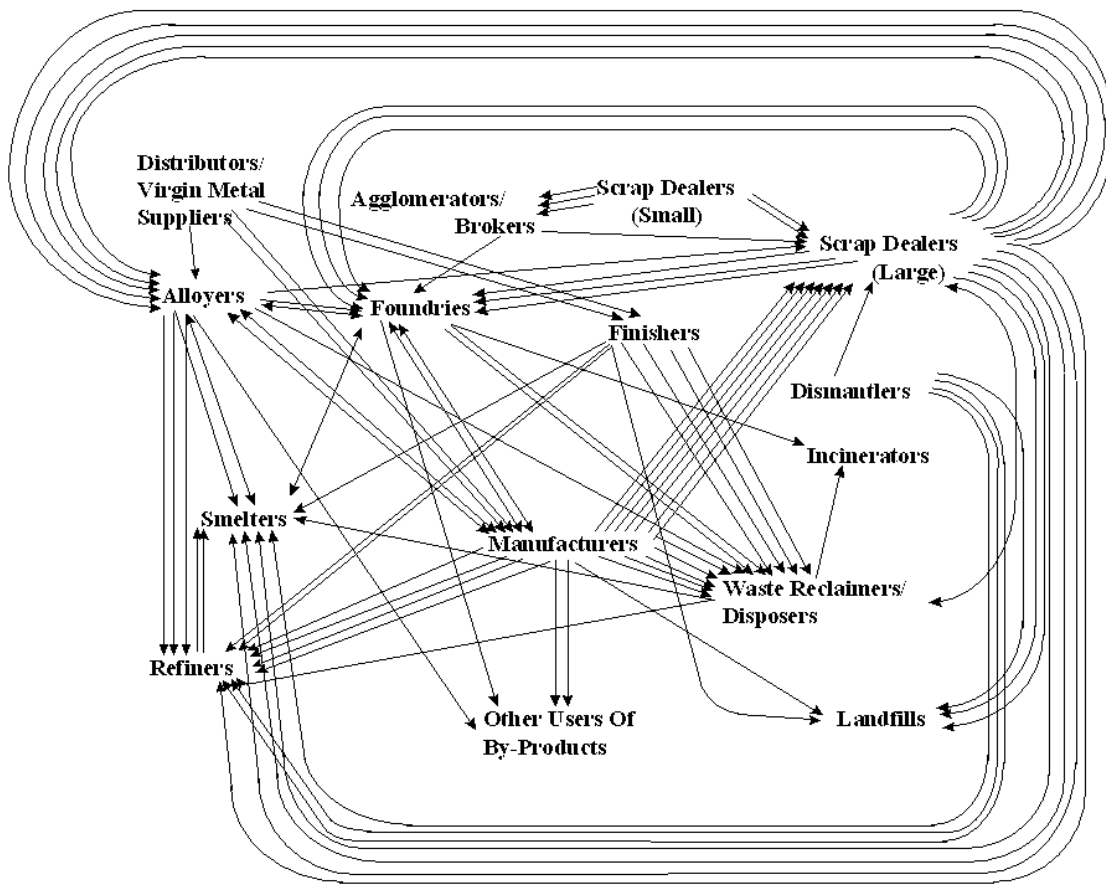 Distributors/
Virgin Metal
Suppliers
Agglomerators/
Brokers
Scrap Dealers
(Small)
Scrap Dealers
(Large)
Alloyers
Foundries
Finishers
Dismantlers
Incinerators
Smelters
Manufacturers
Waste Reclaimers/
Disposers
Refiners
Other Users Of
By-Products
Landfills